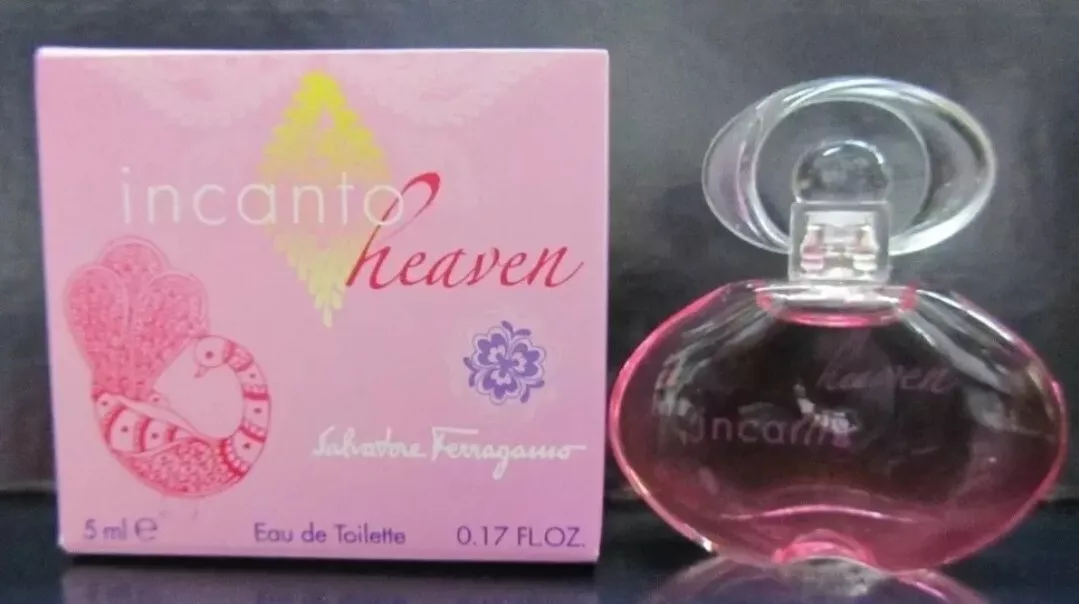 incanto
heaven
Salvatore Ferragamo
5 ml e Eau de Toilette 0.17 FL.OZ.
heaven
incanto